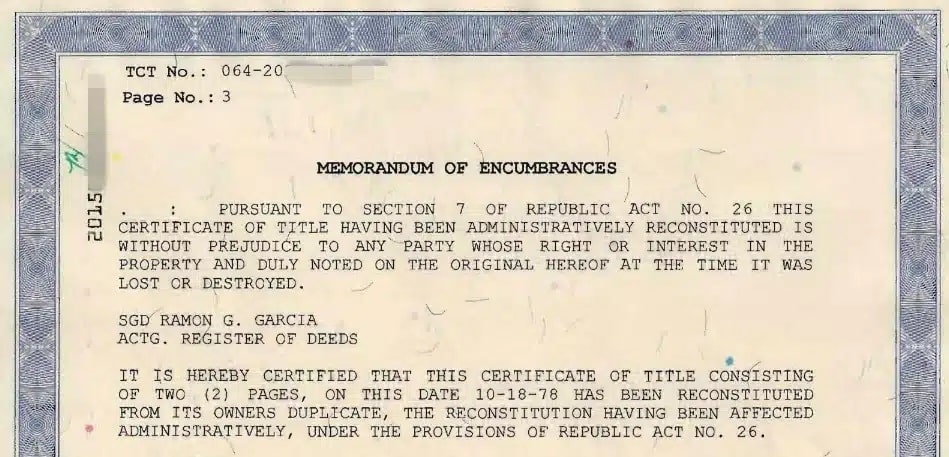 TCT No.: 064-20
Page No.: 3
2015
MEMORANDUM OF ENCUMBRANCES
. : PURSUANT TO SECTION 7 OF REPUBLIC ACT NO. 26 THIS
CERTIFICATE OF TITLE HAVING BEEN ADMINISTRATIVELY RECONSTITUTED IS
WITHOUT PREJUDICE TO ANY PARTY WHOSE RIGHT OR INTEREST IN THE
PROPERTY AND DULY NOTED ON THE ORIGINAL HEREOF AT THE TIME IT WAS
LOST OR DESTROYED.
SGD RAMON G. GARCIA
ACTG. REGISTER OF DEEDS
IT IS HEREBY CERTIFIED THAT THIS CERTIFICATE OF TITLE CONSISTING
OF TWO (2) PAGES, ON THIS DATE 10-18-78 HAS BEEN RECONSTITUTED
FROM ITS OWNERS DUPLICATE, THE RECONSTITUTION HAVING BEEN AFFECTED
ADMINISTRATIVELY, UNDER THE PROVISIONS OF REPUBLIC ACT NO. 26.